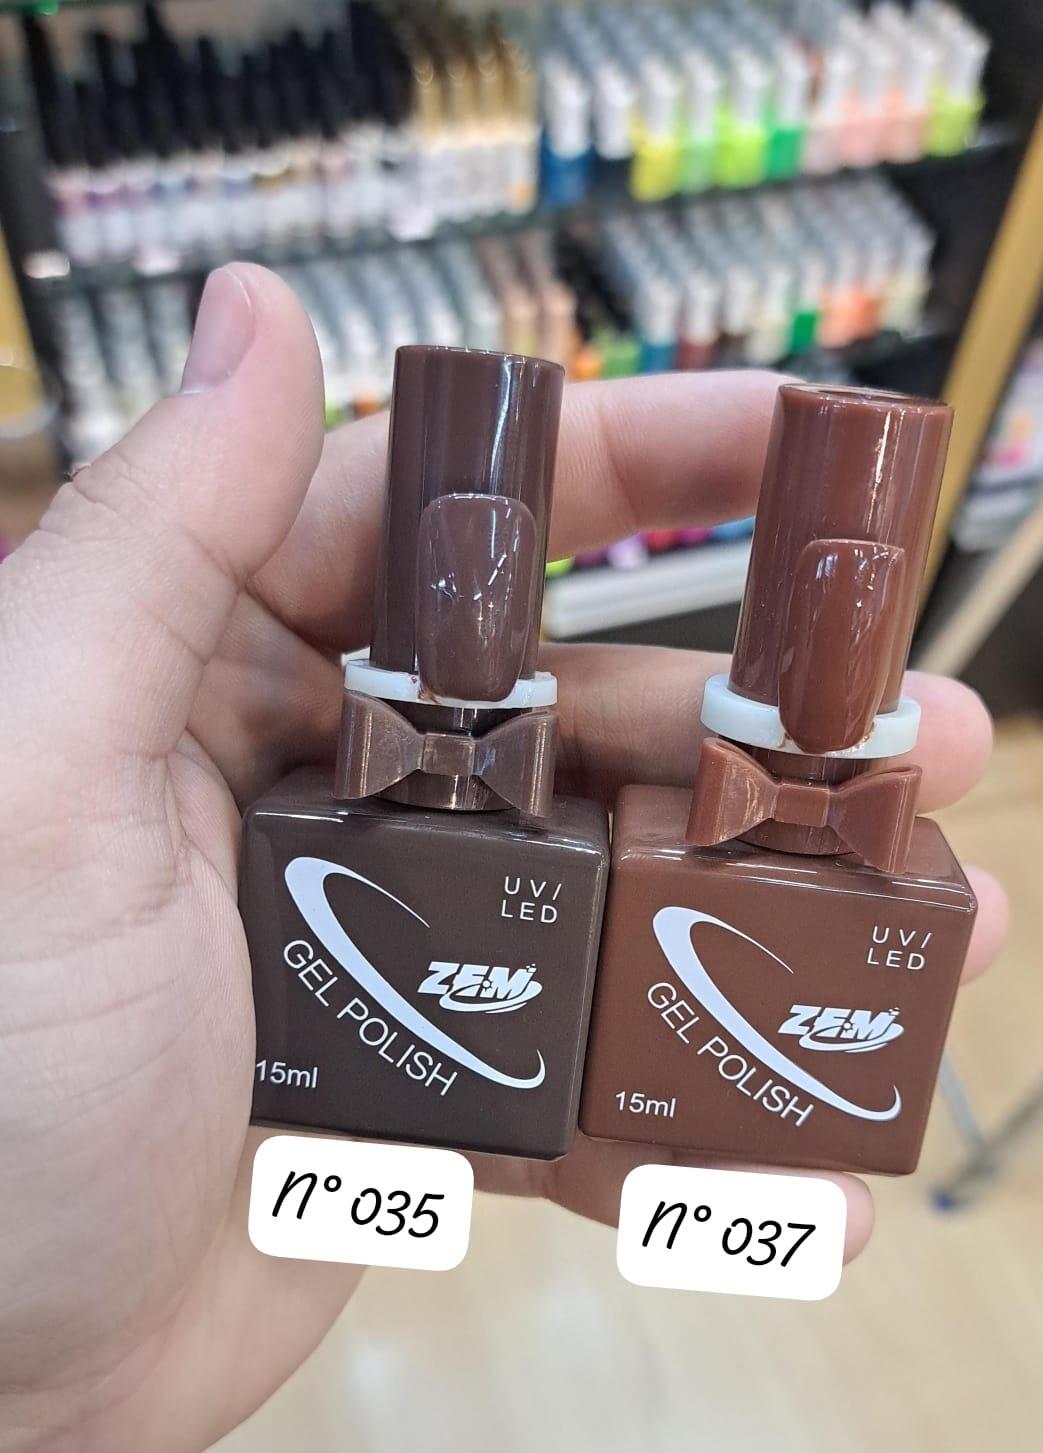 UV/
LED
ZEM
GEL POLISH
15ml
N° 035
UV/
LED
ZEM
GEL POLISH
15ml
N° 037